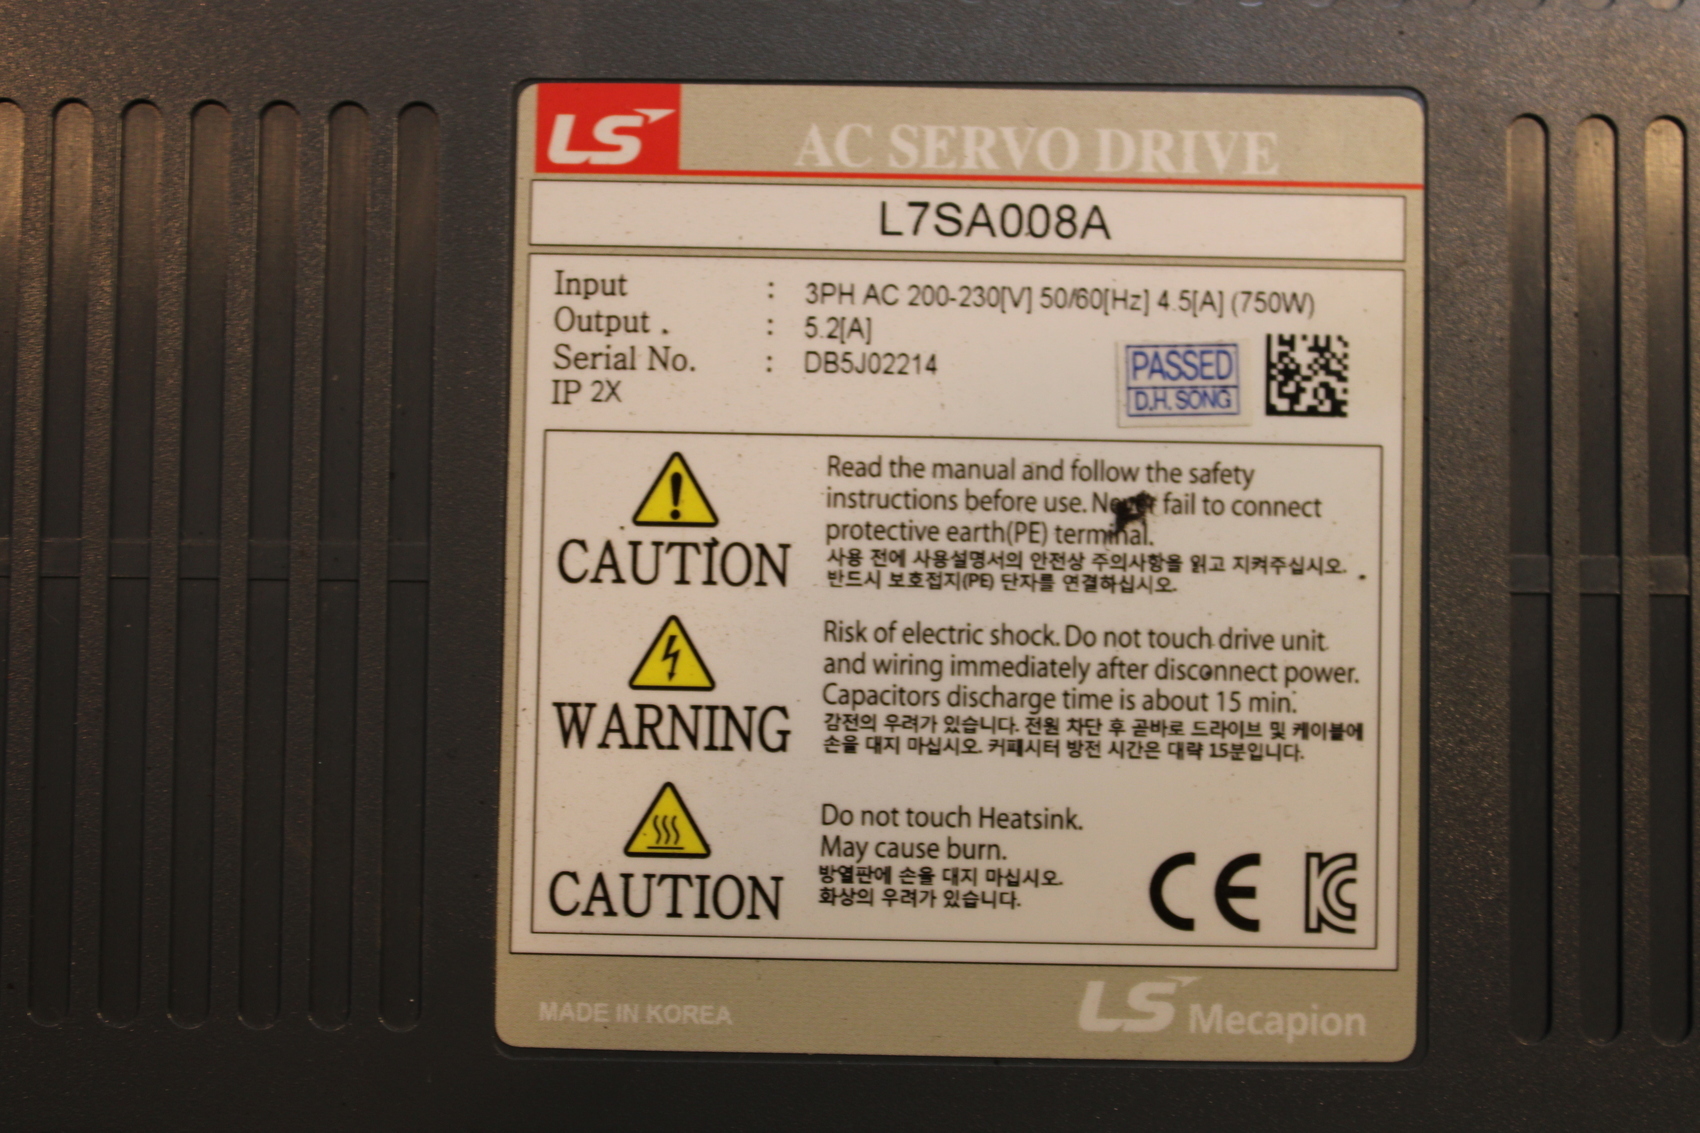 LS
AC SERVO DRIVE
L7SA008A
Input : 3PH AC 200-230[V] 50/60[Hz] 4.5[A] (750W)
Output . : 5.2[A]
Serial No. : DB5J02214
IP 2X
PASSED
D.H. SONG
CAUTION
Read the manual and follow the safety
instructions before use. Never fail to connect
protective earth(PE) terminal.
사용 전에 사용설명서의 안전상 주의사항을 읽고 지켜주십시오.
반드시 보호접지(PE) 단자를 연결하십시오.
WARNING
Risk of electric shock. Do not touch drive unit
and wiring immediately after disconnect power.
Capacitors discharge time is about 15 min.
감전의 우려가 있습니다. 전원 차단 후 곧바로 드라이브 및 케이블에
손을 대지 마십시오. 커패시터 방전 시간은 대략 15분입니다.
CAUTION
Do not touch Heatsink.
May cause burn.
방열판에 손을 대지 마십시오.
화상의 우려가 있습니다.
CE KC
MADE IN KOREA
LS Mecapion